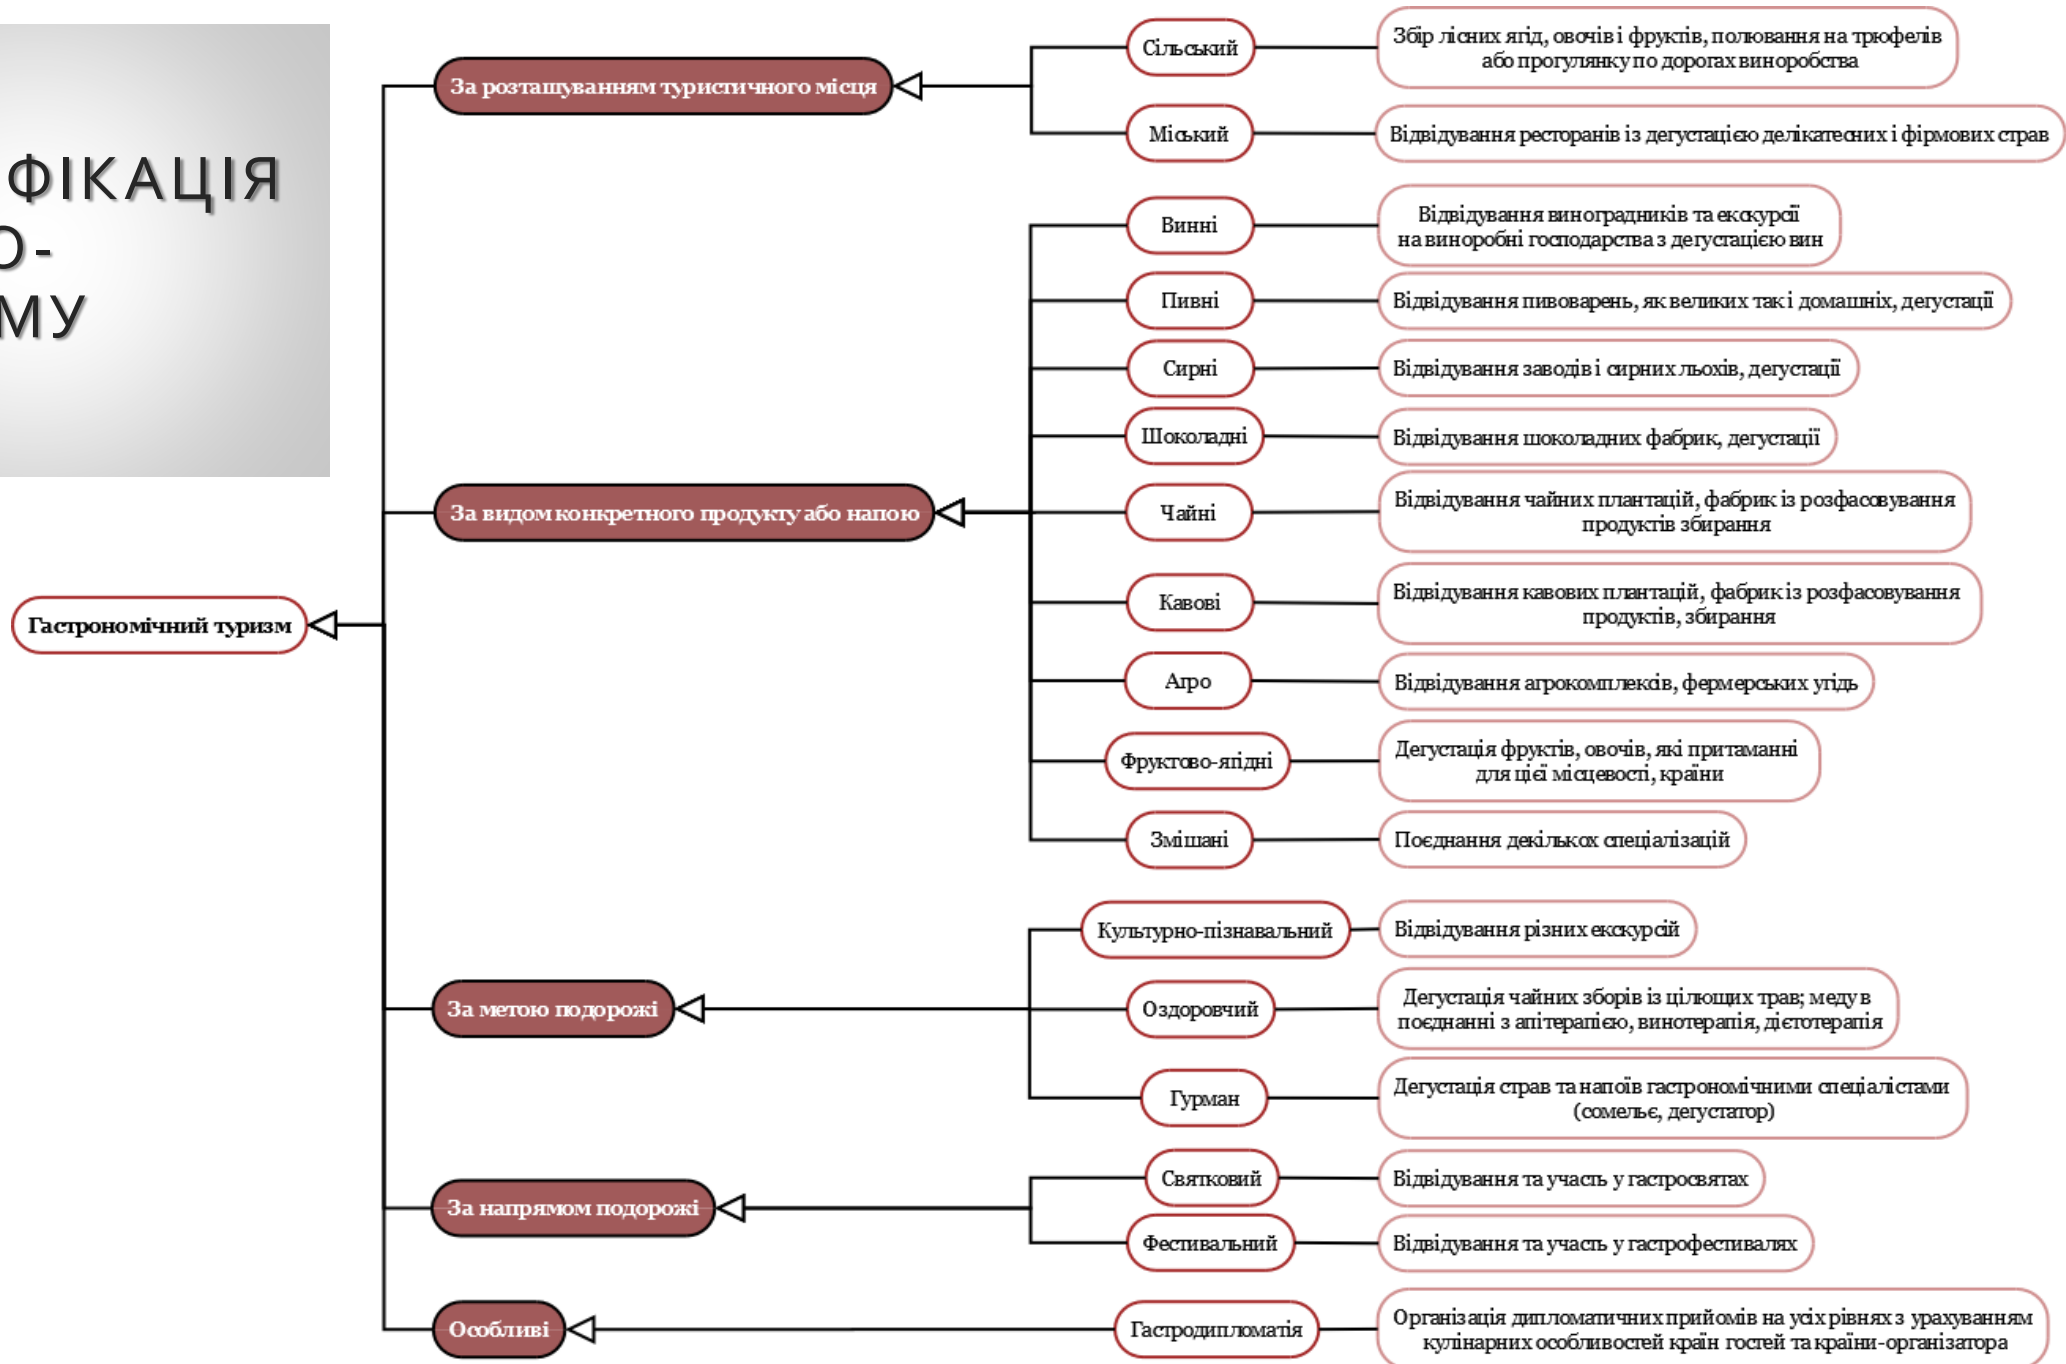 ФІКАЦІЯ
О-
МУ
Гастрономічний туризм
За розташуванням туристичного місця
Сільський
Збір лісних ягід, овочів і фруктів, полювання на трюфелів
або прогулянку по дорогах виноробства
Міський
Відвідування ресторанів із дегустацією делікатесних і фірмових страв
За видом конкретного продукту або напою
Винні
Відвідування виноградників та екскурсії
на виноробні господарства з дегустацією вин
Пивні
Відвідування пивоварень, як великих так і домашніх, дегустації
Сирні
Відвідування заводів і сирних льохів, дегустації
Шоколадні
Відвідування шоколадних фабрик, дегустації
Чайні
Відвідування чайних плантацій, фабрик із розфасовування
продуктів збирання
Кавові
Відвідування кавових плантацій, фабрик із розфасовування
продуктів, збирання
Агро
Відвідування агрокомплексів, фермерських угідь
Фруктово-ягідні
Дегустація фруктів, овочів, які притаманні
для цієї місцевості, країни
Змішані
Поєднання декількох спеціалізацій
За метою подорожі
Культурно-пізнавальний
Відвідування різних екскурсій
Оздоровчий
Дегустація чайних зборів із цілющих трав; меду в
поєднанні з апітерапією, винотерапія, дієтотерапія
Гурман
Дегустація страв та напоїв гастрономічними спеціалістами
(сомельє, дегустатор)
За напрямом подорожі
Святковий
Відвідування та участь у гастросвятах
Фестивальний
Відвідування та участь у гастрофестивалях
Особливі
Гастродипломатія
Організація дипломатичних прийомів на усіх рівнях з урахуванням
кулінарних особливостей країн гостей та країни-організатора